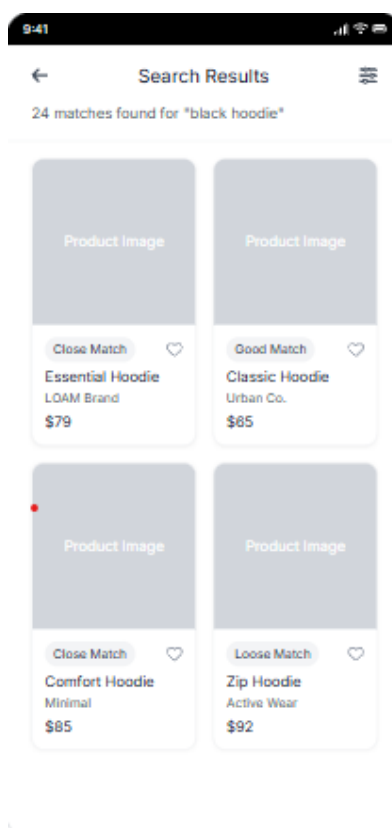 9:41
Search Results
24 matches found for "black hoodie"
Product Image
Close Match
Essential Hoodie
LOAM Brand
$79
Product Image
Good Match
Classic Hoodie
Urban Co.
$65
Product Image
Close Match
Comfort Hoodie
Minimal
$85
Product Image
Loose Match
Zip Hoodie
Active Wear
$92